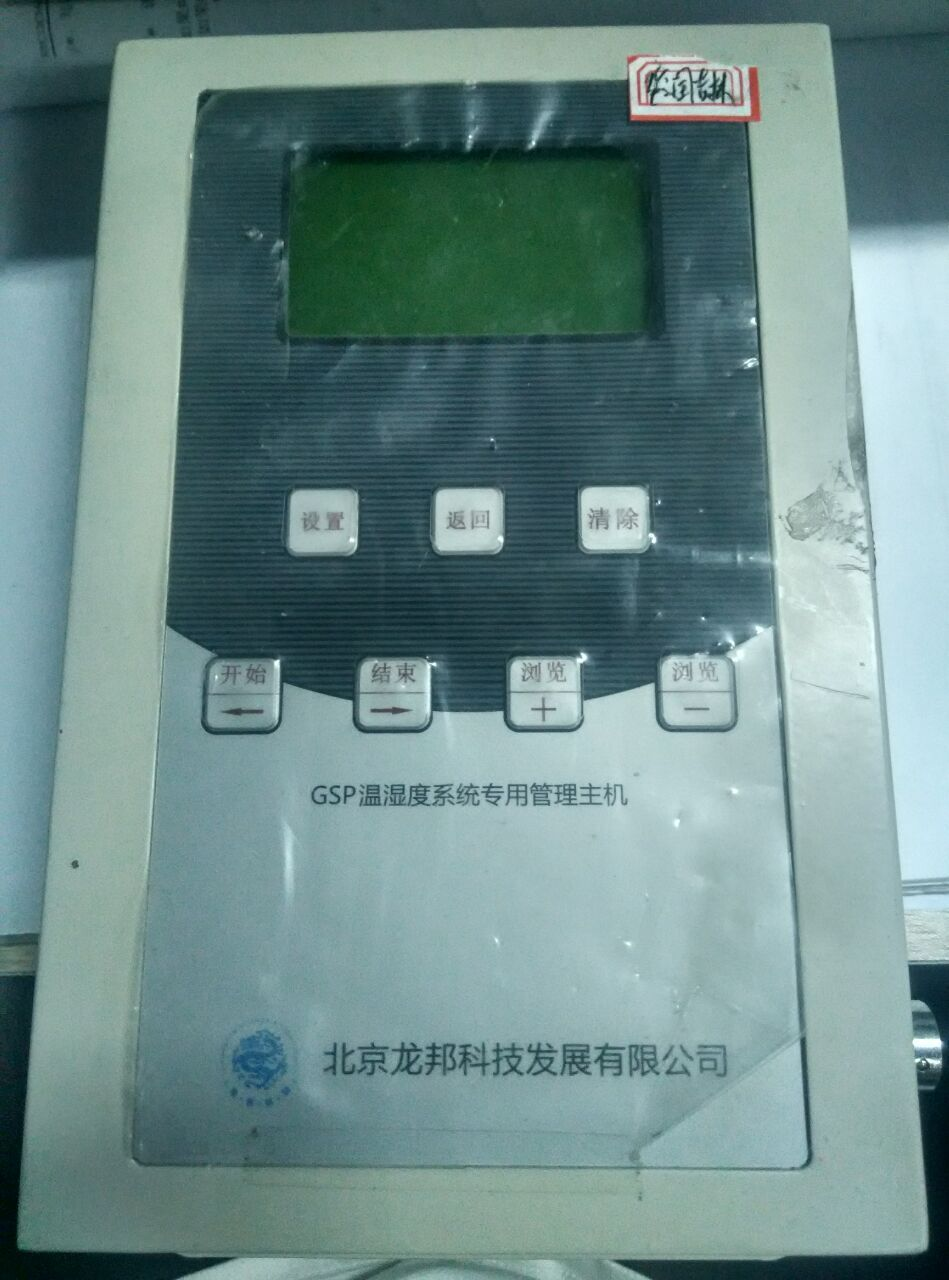 设置 返回 清除
开始 结束 浏览 浏览
← → + −
GSP温湿度系统专用管理主机
北京龙邦科技发展有限公司